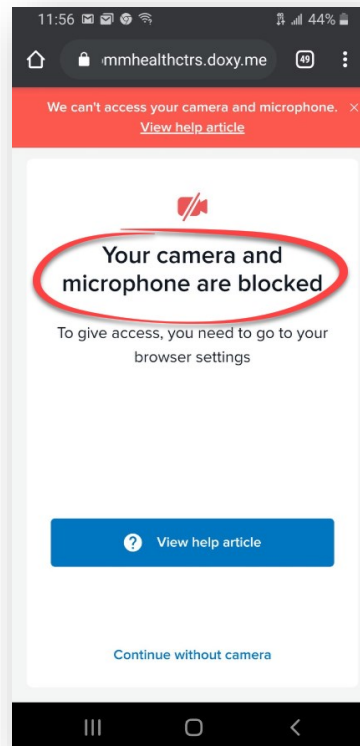 11:56 44%
mmhealthctrs.doxy.me 49
We can't access your camera and microphone. ×
View help article
Your camera and
microphone are blocked
To give access, you need to go to your
browser settings
? View help article
Continue without camera